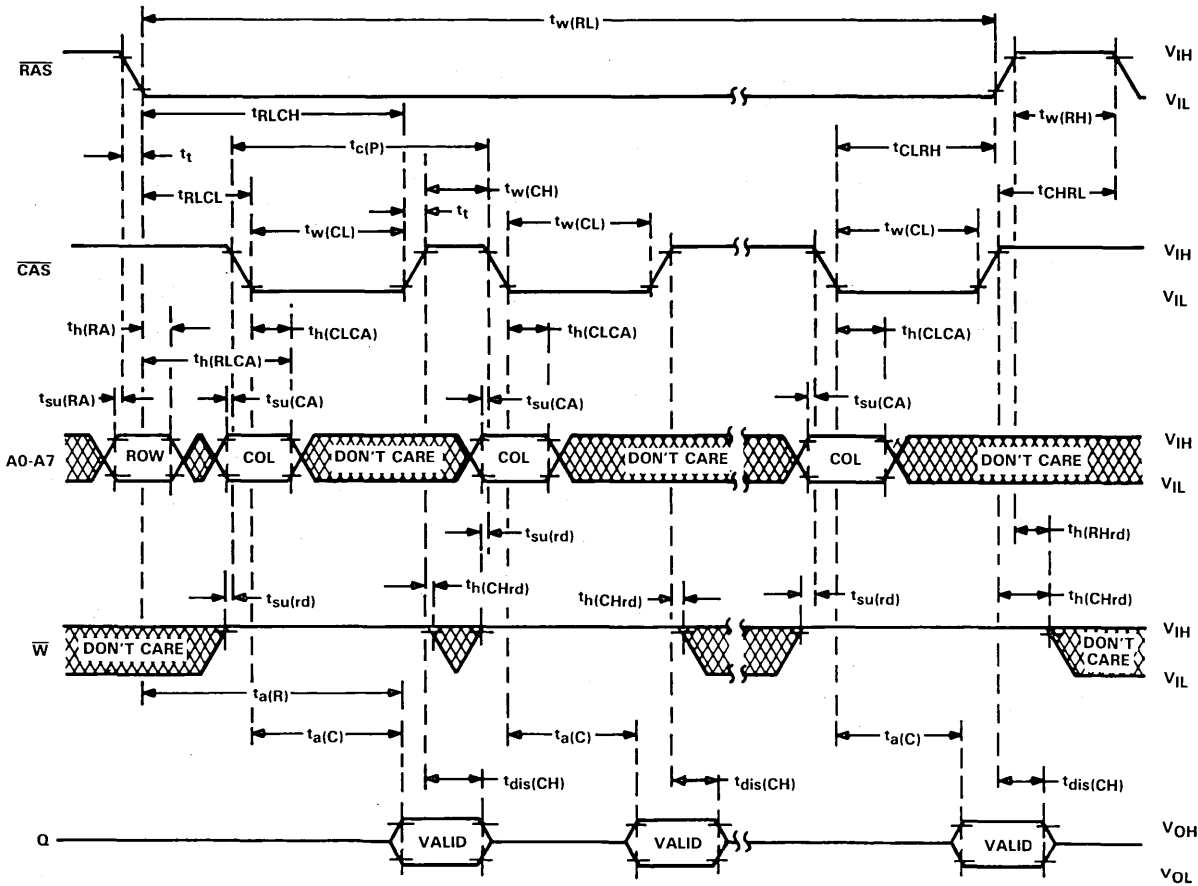 tw(RL)
RAS
VIH
VIL
tRLCH
tw(RH)
tc(P)
tCLRH
tt
tw(CH)
tRLCL
tCHRL
tt
tw(CL)
tw(CL)
tw(CL)
CAS
VIH
VIL
th(RA)
th(CLCA)
th(CLCA)
th(CLCA)
th(RLCA)
tsu(RA)
tsu(CA)
tsu(CA)
tsu(CA)
A0-A7
ROW
COL
DON'T CARE
COL
DON'T CARE
COL
DON'T CARE
VIH
VIL
tsu(rd)
th(RHrd)
tsu(rd)
th(CHrd)
th(CHrd)
tsu(rd)
th(CHrd)
W
DON'T CARE
VIH
DON'T
CARE
VIL
ta(R)
ta(C)
ta(C)
ta(C)
tdis(CH)
tdis(CH)
tdis(CH)
Q
VALID
VALID
VALID
VOH
VOL